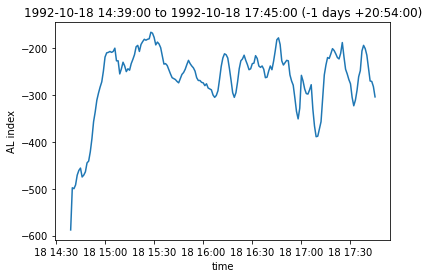 1992-10-18 14:39:00 to 1992-10-18 17:45:00 (-1 days +20:54:00)
−200
−300
−400
−500
−600
AL index
18 14:30 18 15:00 18 15:30 18 16:00 18 16:30 18 17:00 18 17:30
time